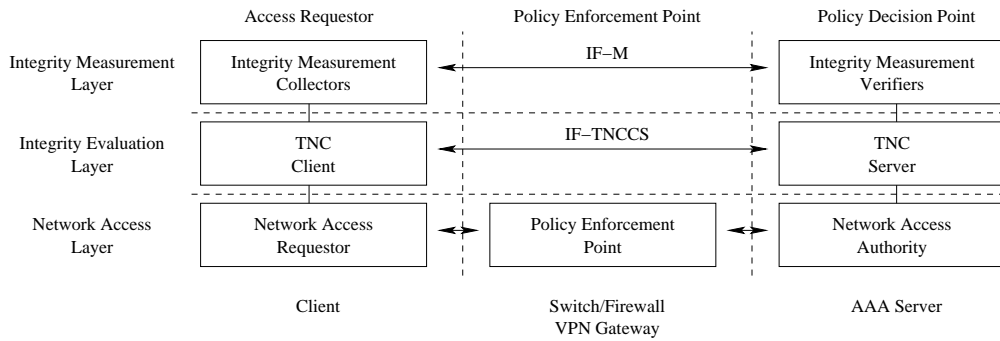 Access Requestor
Policy Enforcement Point
Policy Decision Point
Integrity Measurement
Layer
Integrity Measurement
Collectors
IF−M
Integrity Measurement
Verifiers
Integrity Evaluation
Layer
TNC
Client
IF−TNCCS
TNC
Server
Network Access
Layer
Network Access
Requestor
Policy Enforcement
Point
Network Access
Authority
Client
Switch/Firewall
VPN Gateway
AAA Server